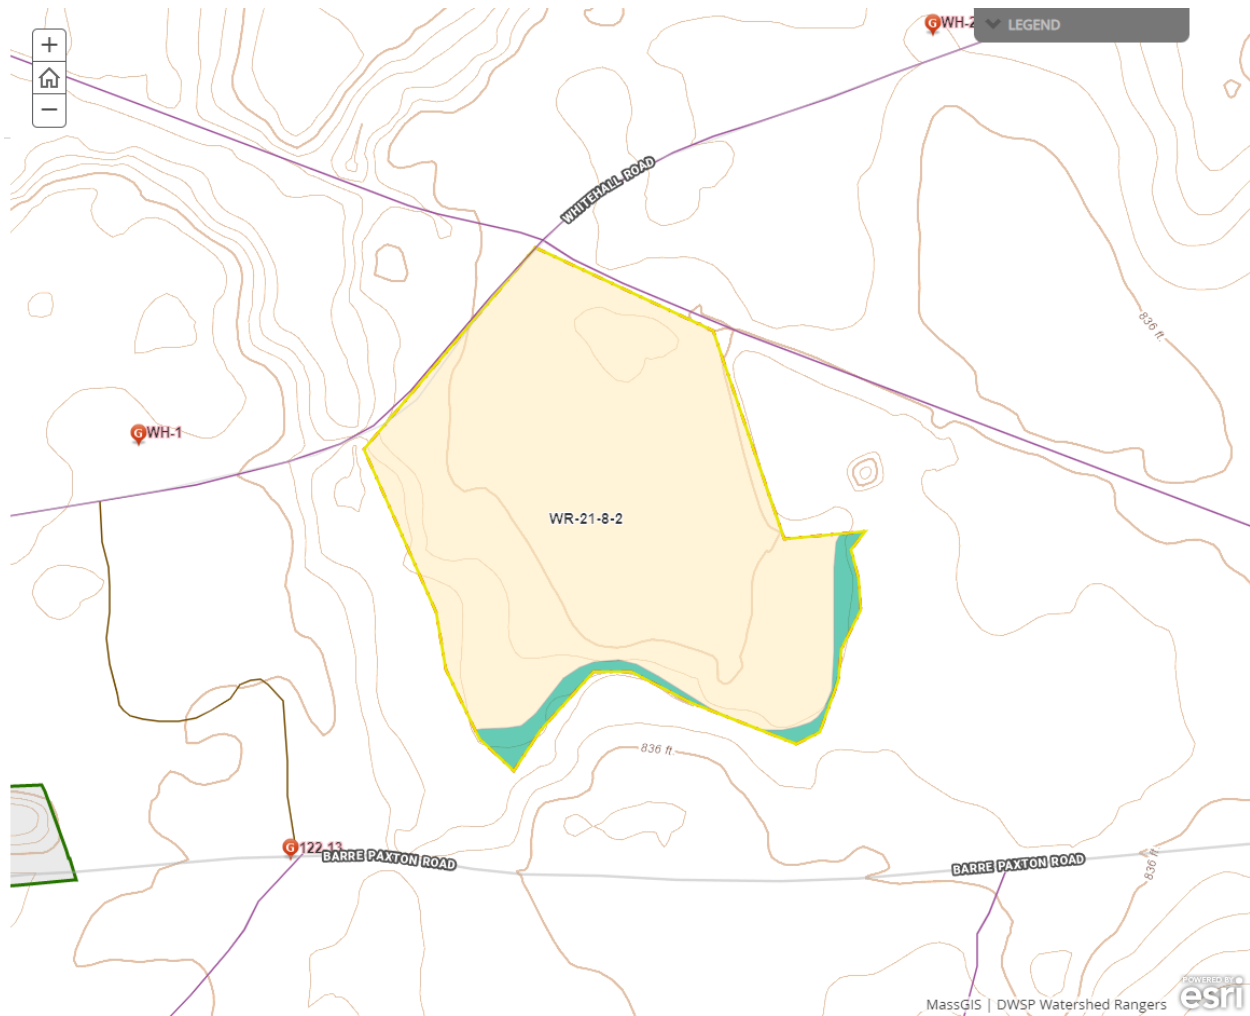 WH-2
LEGEND
+
−
WHITEHALL ROAD
836 ft.
G
WH-1
WR-21-8-2
836 ft.
122-13
BARRE PAXTON ROAD
BARRE PAXTON ROAD
836 ft.
MassGIS | DWSP Watershed Rangers
POWERED BY
esri